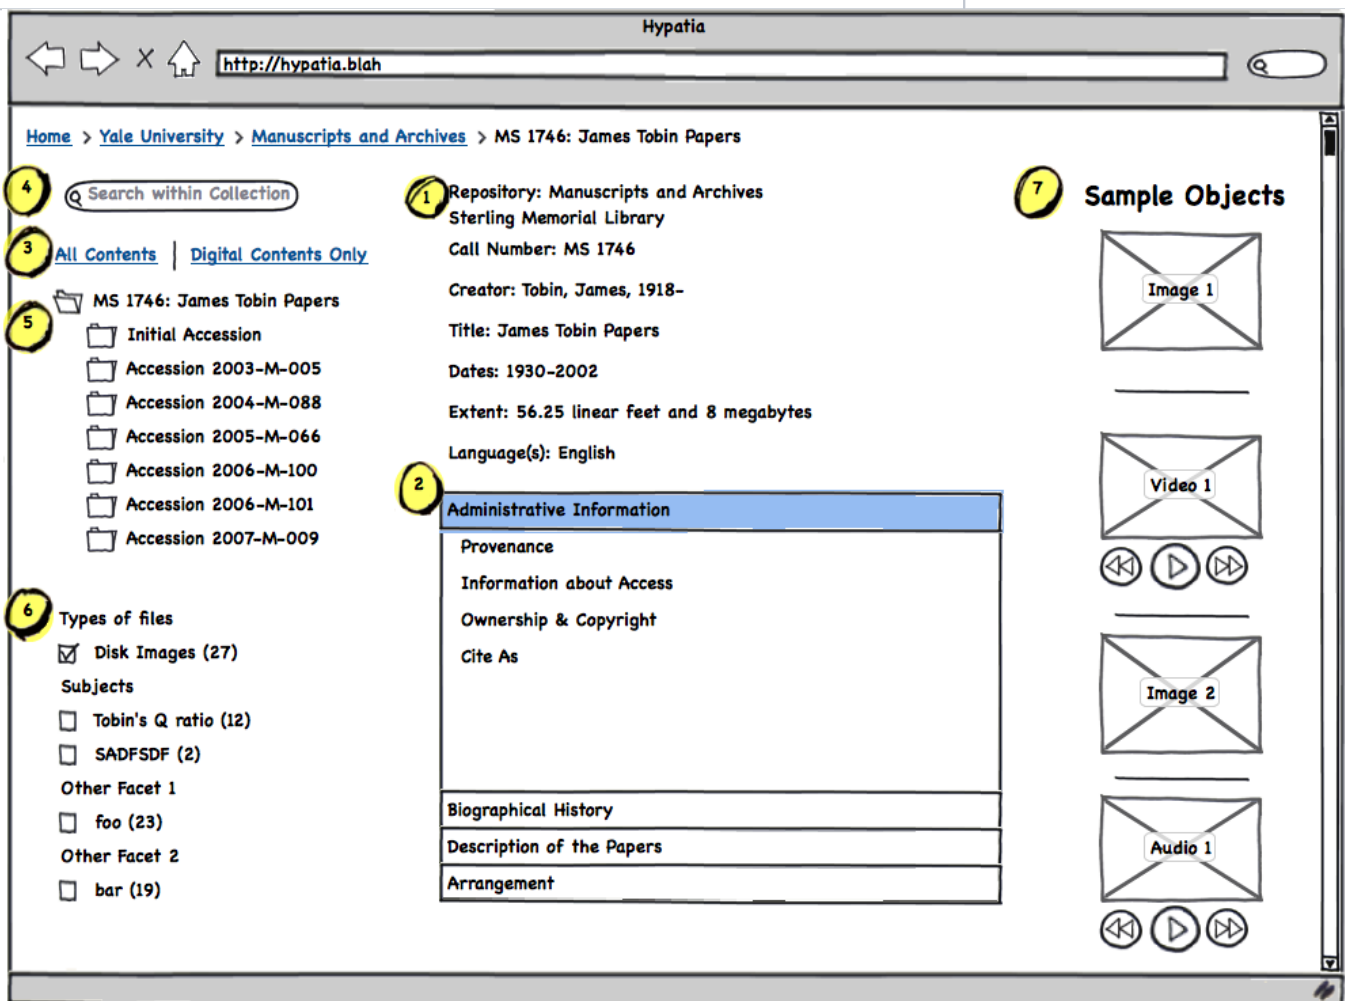 Hypatia
http://hypatia.blah
Home > Yale University > Manuscripts and Archives > MS 1746: James Tobin Papers
4
Search within Collection
3
All Contents | Digital Contents Only
MS 1746: James Tobin Papers
5
Initial Accession
Accession 2003-M-005
Accession 2004-M-088
Accession 2005-M-066
Accession 2006-M-100
Accession 2006-M-101
Accession 2007-M-009
6
Types of files
Disk Images (27)
Subjects
Tobin's Q ratio (12)
SADFSDF (2)
Other Facet 1
foo (23)
Other Facet 2
bar (19)
1
Repository: Manuscripts and Archives
Sterling Memorial Library
Call Number: MS 1746
Creator: Tobin, James, 1918-
Title: James Tobin Papers
Dates: 1930-2002
Extent: 56.25 linear feet and 8 megabytes
Language(s): English
2
Administrative Information
Provenance
Information about Access
Ownership & Copyright
Cite As
Biographical History
Description of the Papers
Arrangement
7
Sample Objects
Image 1
Video 1
Image 2
Audio 1